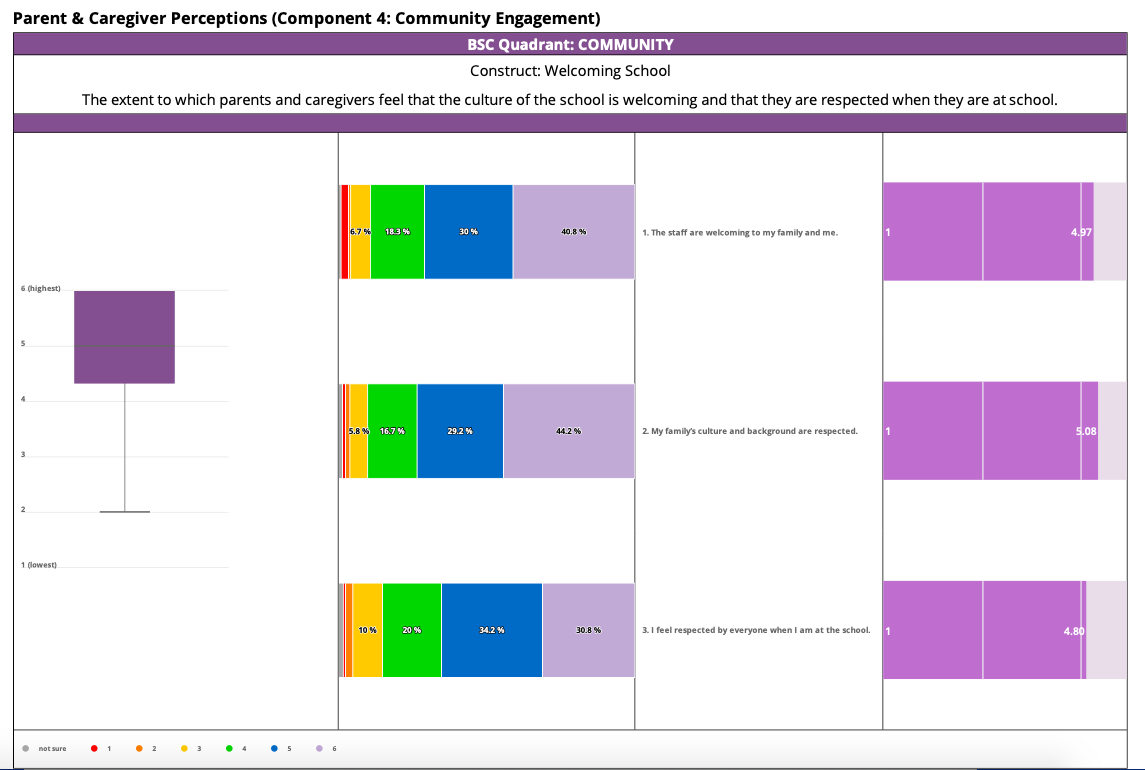 Parent & Caregiver Perceptions (Component 4: Community Engagement)
BSC Quadrant: COMMUNITY
Construct: Welcoming School
The extent to which parents and caregivers feel that the culture of the school is welcoming and that they are respected when they are at school.
6 (highest)
5
4
3
2
1 (lowest)
6.7 %
18.3 %
30 %
40.8 %
1. The staff are welcoming to my family and me.
1
4.97
5.8 %
16.7 %
29.2 %
44.2 %
2. My family's culture and background are respected.
1
5.08
10 %
20 %
34.2 %
30.8 %
3. I feel respected by everyone when I am at the school.
1
4.80
not sure
1
2
3
4
5
6